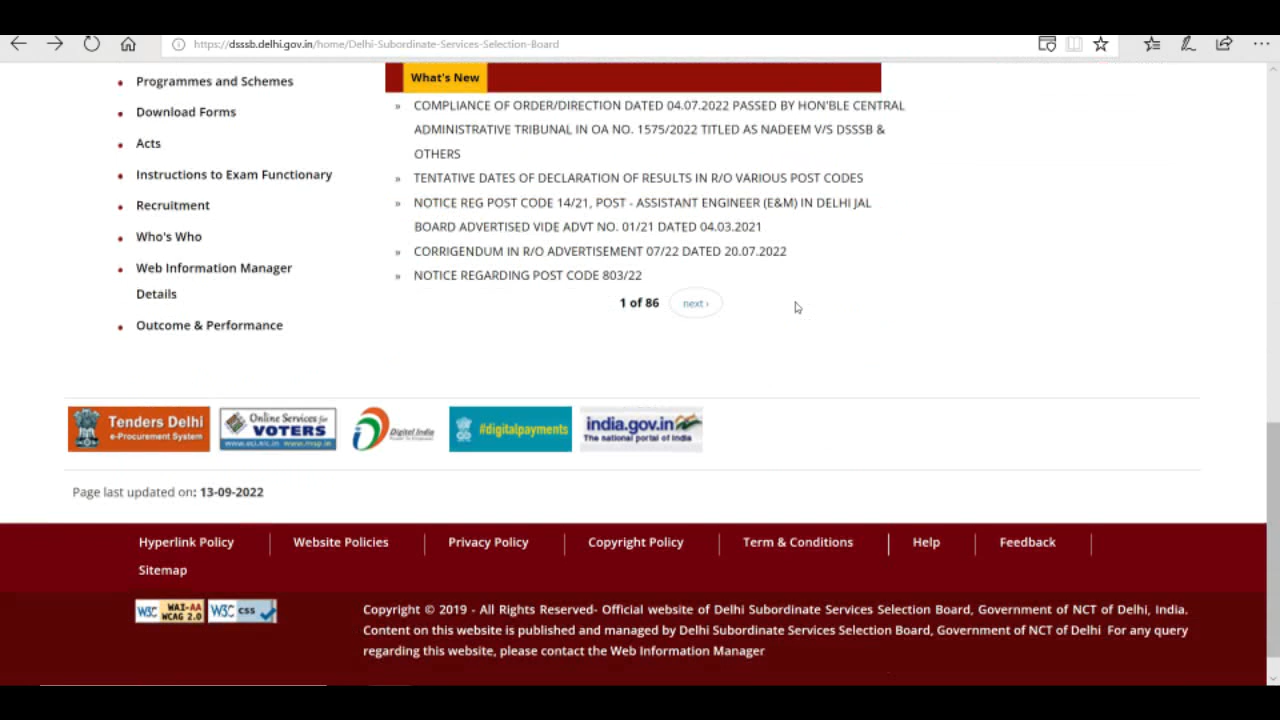 https://dsssb.delhi.gov.in/home/Delhi-Subordinate-Services-Selection-Board
Programmes and Schemes
Download Forms
Acts
Instructions to Exam Functionary
Recruitment
Who's Who
Web Information Manager
Details
Outcome & Performance
What's New
» COMPLIANCE OF ORDER/DIRECTION DATED 04.07.2022 PASSED BY HON'BLE CENTRAL
ADMINISTRATIVE TRIBUNAL IN OA NO. 1575/2022 TITLED AS NADEEM V/S DSSSB &
OTHERS
» TENTATIVE DATES OF DECLARATION OF RESULTS IN R/O VARIOUS POST CODES
» NOTICE REG POST CODE 14/21, POST - ASSISTANT ENGINEER (E&M) IN DELHI JAL
BOARD ADVERTISED VIDE ADVT NO. 01/21 DATED 04.03.2021
» CORRIGENDUM IN R/O ADVERTISEMENT 07/22 DATED 20.07.2022
» NOTICE REGARDING POST CODE 803/22
1 of 86 next ›
Tenders Delhi
e-Procurement System
Online Services for
VOTERS
www.eci.nic.in www.nvsp.in
Digital India
#digitalpayments
india.gov.in
The national portal of India
Page last updated on: 13-09-2022
Hyperlink Policy
Website Policies
Privacy Policy
Copyright Policy
Term & Conditions
Help
Feedback
Sitemap
W3C WAI-AA
WCAG 2.0
W3C css
Copyright © 2019 - All Rights Reserved- Official website of Delhi Subordinate Services Selection Board, Government of NCT of Delhi, India.
Content on this website is published and managed by Delhi Subordinate Services Selection Board, Government of NCT of Delhi For any query
regarding this website, please contact the Web Information Manager